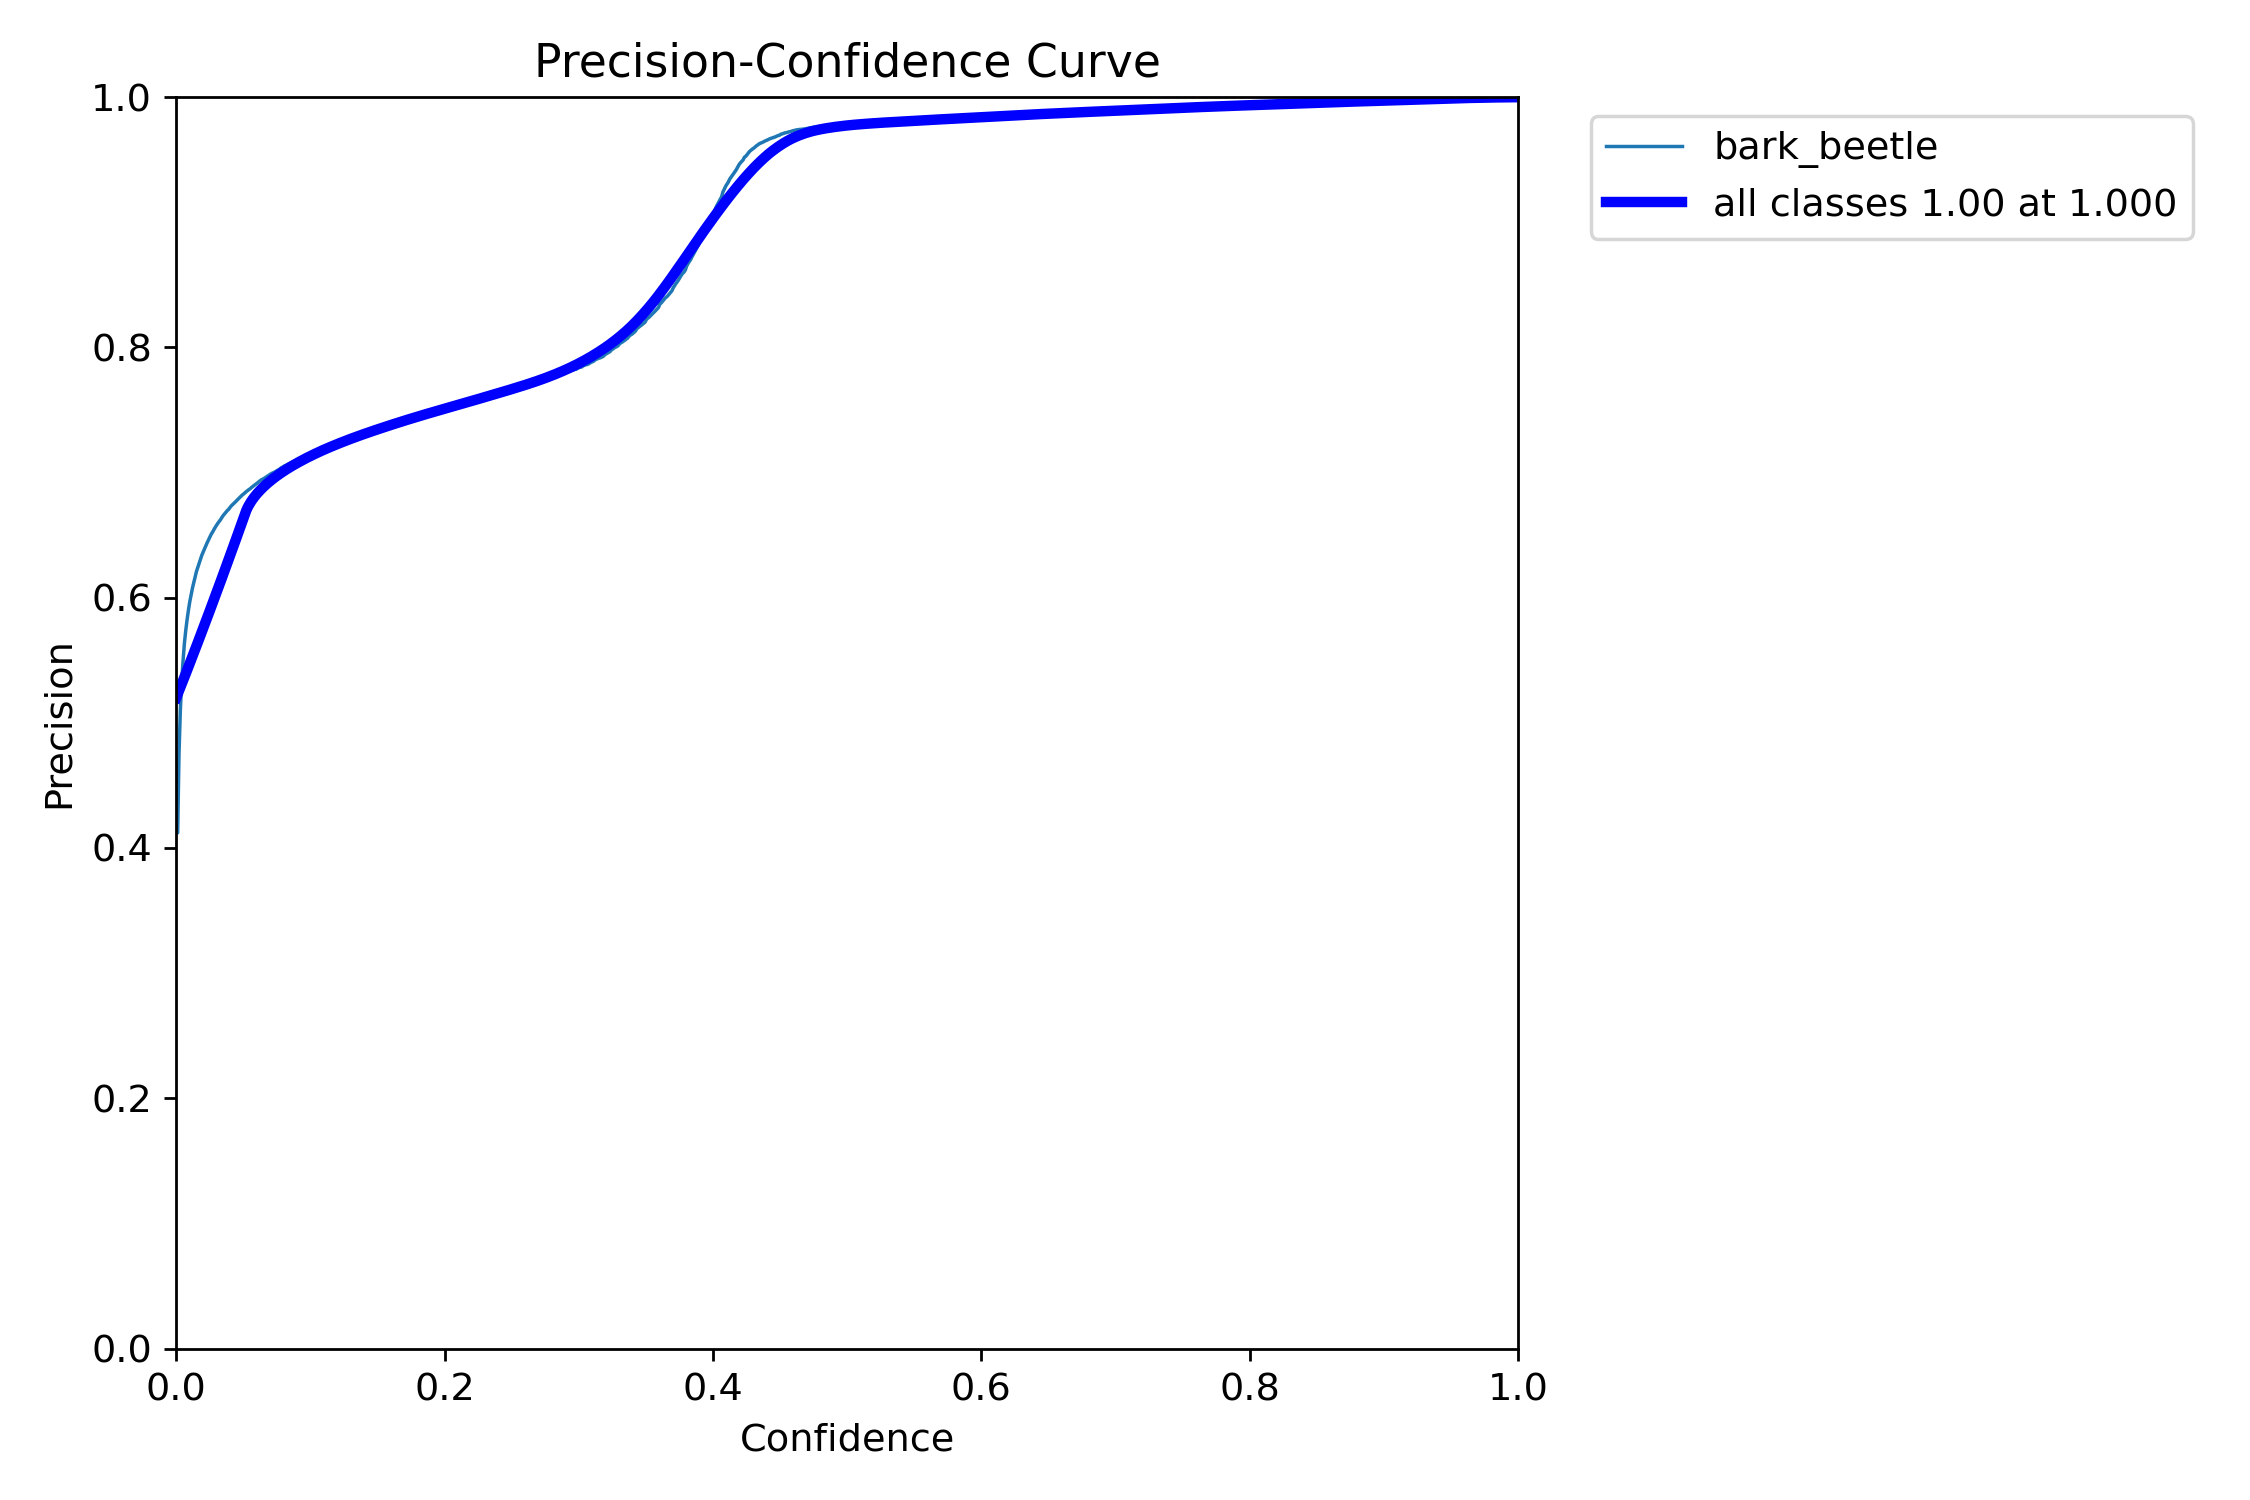 Precision-Confidence Curve
1.0
0.8
0.6
0.4
0.2
0.0
Precision
0.0 0.2 0.4 0.6 0.8 1.0
Confidence
bark_beetle
all classes 1.00 at 1.000